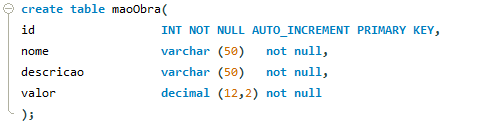 create table maoObra(
id INT NOT NULL AUTO_INCREMENT PRIMARY KEY,
nome varchar (50) not null,
descricao varchar (50) not null,
valor decimal (12,2) not null
);